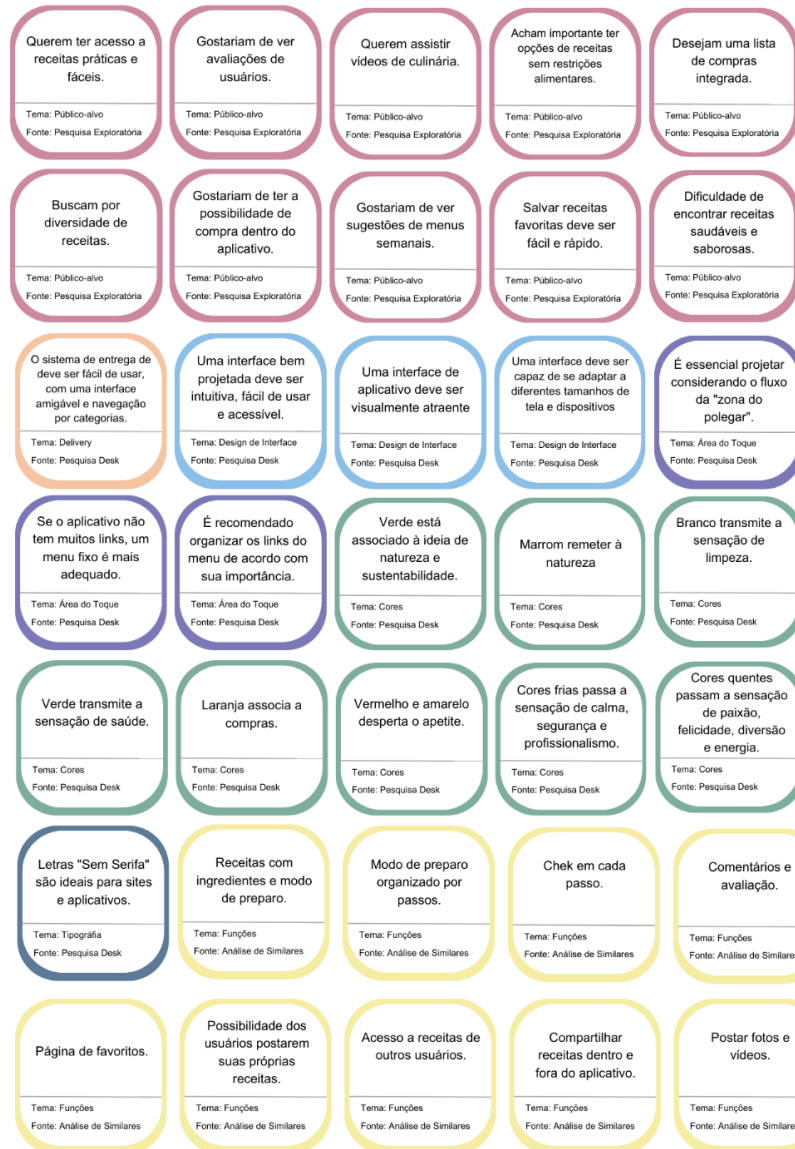 Querem ter acesso a
receitas práticas e
fáceis.
Tema: Público-alvo
Fonte: Pesquisa Exploratória
Gostariam de ver
avaliações de
usuários.
Tema: Público-alvo
Fonte: Pesquisa Exploratória
Querem assistir
vídeos de culinária.
Tema: Público-alvo
Fonte: Pesquisa Exploratória
Acham importante ter
opções de receitas
sem restrições
alimentares.
Tema: Público-alvo
Fonte: Pesquisa Exploratória
Desejam uma lista
de compras
integrada.
Tema: Público-alvo
Fonte: Pesquisa Exploratória
Buscam por
diversidade de
receitas.
Tema: Público-alvo
Fonte: Pesquisa Exploratória
Gostariam de ter a
possibilidade de
compra dentro do
aplicativo.
Tema: Público-alvo
Fonte: Pesquisa Exploratória
Gostariam de ver
sugestões de menus
semanais.
Tema: Público-alvo
Fonte: Pesquisa Exploratória
Salvar receitas
favoritas deve ser
fácil e rápido.
Tema: Público-alvo
Fonte: Pesquisa Exploratória
Dificuldade de
encontrar receitas
saudáveis e
saborosas.
Tema: Público-alvo
Fonte: Pesquisa Exploratória
O sistema de entrega de
deve ser fácil de usar,
com uma interface
amigável e navegação
por categorias.
Tema: Delivery
Fonte: Pesquisa Desk
Uma interface bem
projetada deve ser
intuitiva, fácil de usar
e acessível.
Tema: Design de Interface
Fonte: Pesquisa Desk
Uma interface de
aplicativo deve ser
visualmente atraente
Tema: Design de Interface
Fonte: Pesquisa Desk
Uma interface deve ser
capaz de se adaptar a
diferentes tamanhos de
tela e dispositivos
Tema: Design de Interface
Fonte: Pesquisa Desk
É essencial projetar
considerando o fluxo
da "zona do
polegar".
Tema: Área do Toque
Fonte: Pesquisa Desk
Se o aplicativo não
tem muitos links, um
menu fixo é mais
adequado.
Tema: Área do Toque
Fonte: Pesquisa Desk
É recomendado
organizar os links do
menu de acordo com
sua importância.
Tema: Área do Toque
Fonte: Pesquisa Desk
Verde está
associado à ideia de
natureza e
sustentabilidade.
Tema: Cores
Fonte: Pesquisa Desk
Marrom remeter à
natureza
Tema: Cores
Fonte: Pesquisa Desk
Branco transmite a
sensação de
limpeza.
Tema: Cores
Fonte: Pesquisa Desk
Verde transmite a
sensação de saúde.
Tema: Cores
Fonte: Pesquisa Desk
Laranja associa a
compras.
Tema: Cores
Fonte: Pesquisa Desk
Vermelho e amarelo
desperta o apetite.
Tema: Cores
Fonte: Pesquisa Desk
Cores frias passa a
sensação de calma,
segurança e
profissionalismo.
Tema: Cores
Fonte: Pesquisa Desk
Cores quentes
passam a sensação
de paixão,
felicidade, diversão
e energia.
Tema: Cores
Fonte: Pesquisa Desk
Letras "Sem Serifa"
são ideais para sites
e aplicativos.
Tema: Tipográfia
Fonte: Pesquisa Desk
Receitas com
ingredientes e modo
de preparo.
Tema: Funções
Fonte: Análise de Similares
Modo de preparo
organizado por
passos.
Tema: Funções
Fonte: Análise de Similares
Chek em cada
passo.
Tema: Funções
Fonte: Análise de Similares
Comentários e
avaliação.
Tema: Funções
Fonte: Análise de Similares
Página de favoritos.
Tema: Funções
Fonte: Análise de Similares
Possibilidade dos
usuários postarem
suas próprias
receitas.
Tema: Funções
Fonte: Análise de Similares
Acesso a receitas de
outros usuários.
Tema: Funções
Fonte: Análise de Similares
Compartilhar
receitas dentro e
fora do aplicativo.
Tema: Funções
Fonte: Análise de Similares
Postar fotos e
vídeos.
Tema: Funções
Fonte: Análise de Similares